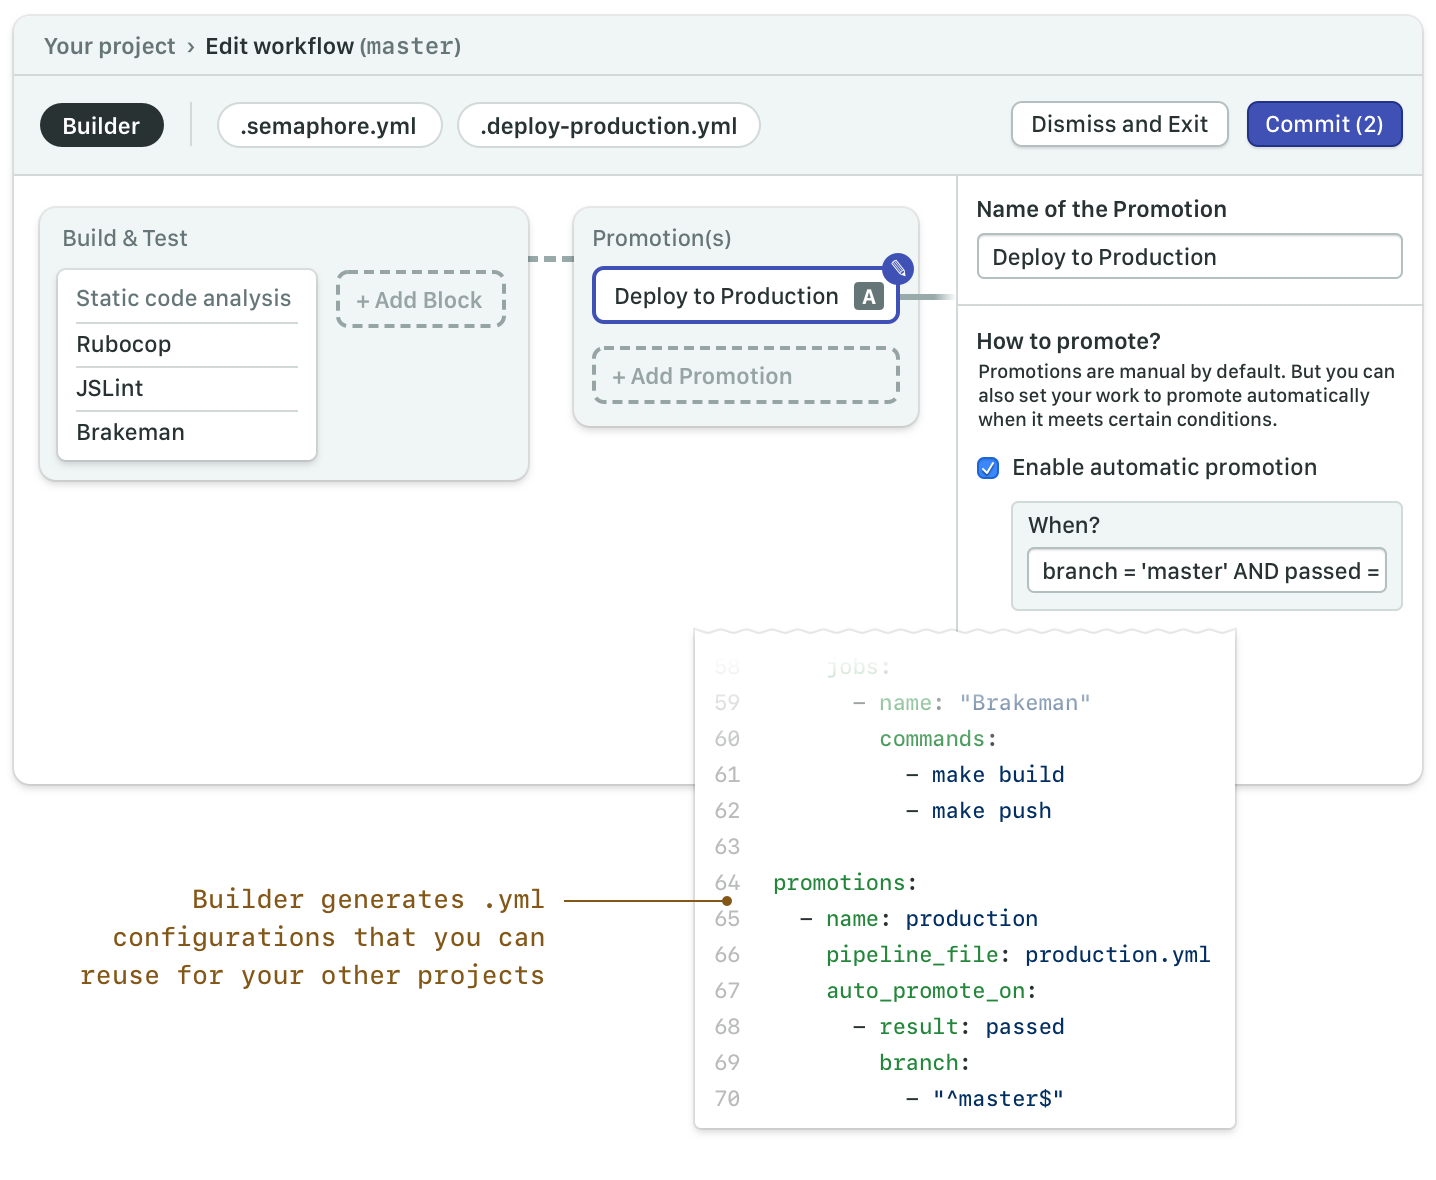 Your project › Edit workflow (master)
Builder
.semaphore.yml
.deploy-production.yml
Dismiss and Exit
Commit (2)
Build & Test
Static code analysis
Rubocop
JSLint
Brakeman
+ Add Block
Promotion(s)
Deploy to Production A
+ Add Promotion
Name of the Promotion
Deploy to Production
How to promote?
Promotions are manual by default. But you can
also set your work to promote automatically
when it meets certain conditions.
Enable automatic promotion
When?
branch = 'master' AND passed =
58 jobs:
59 - name: "Brakeman"
60 commands:
61 - make build
62 - make push
63
64 promotions:
65 - name: production
66 pipeline_file: production.yml
67 auto_promote_on:
68 - result: passed
69 branch:
70 - "^master$"
Builder generates .yml
configurations that you can
reuse for your other projects